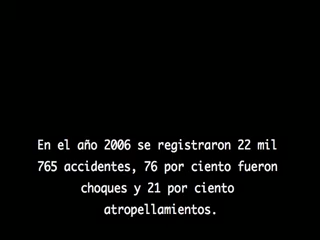 En el año 2006 se registraron 22 mil
765 accidentes, 76 por ciento fueron
choques y 21 por ciento
atropellamientos.